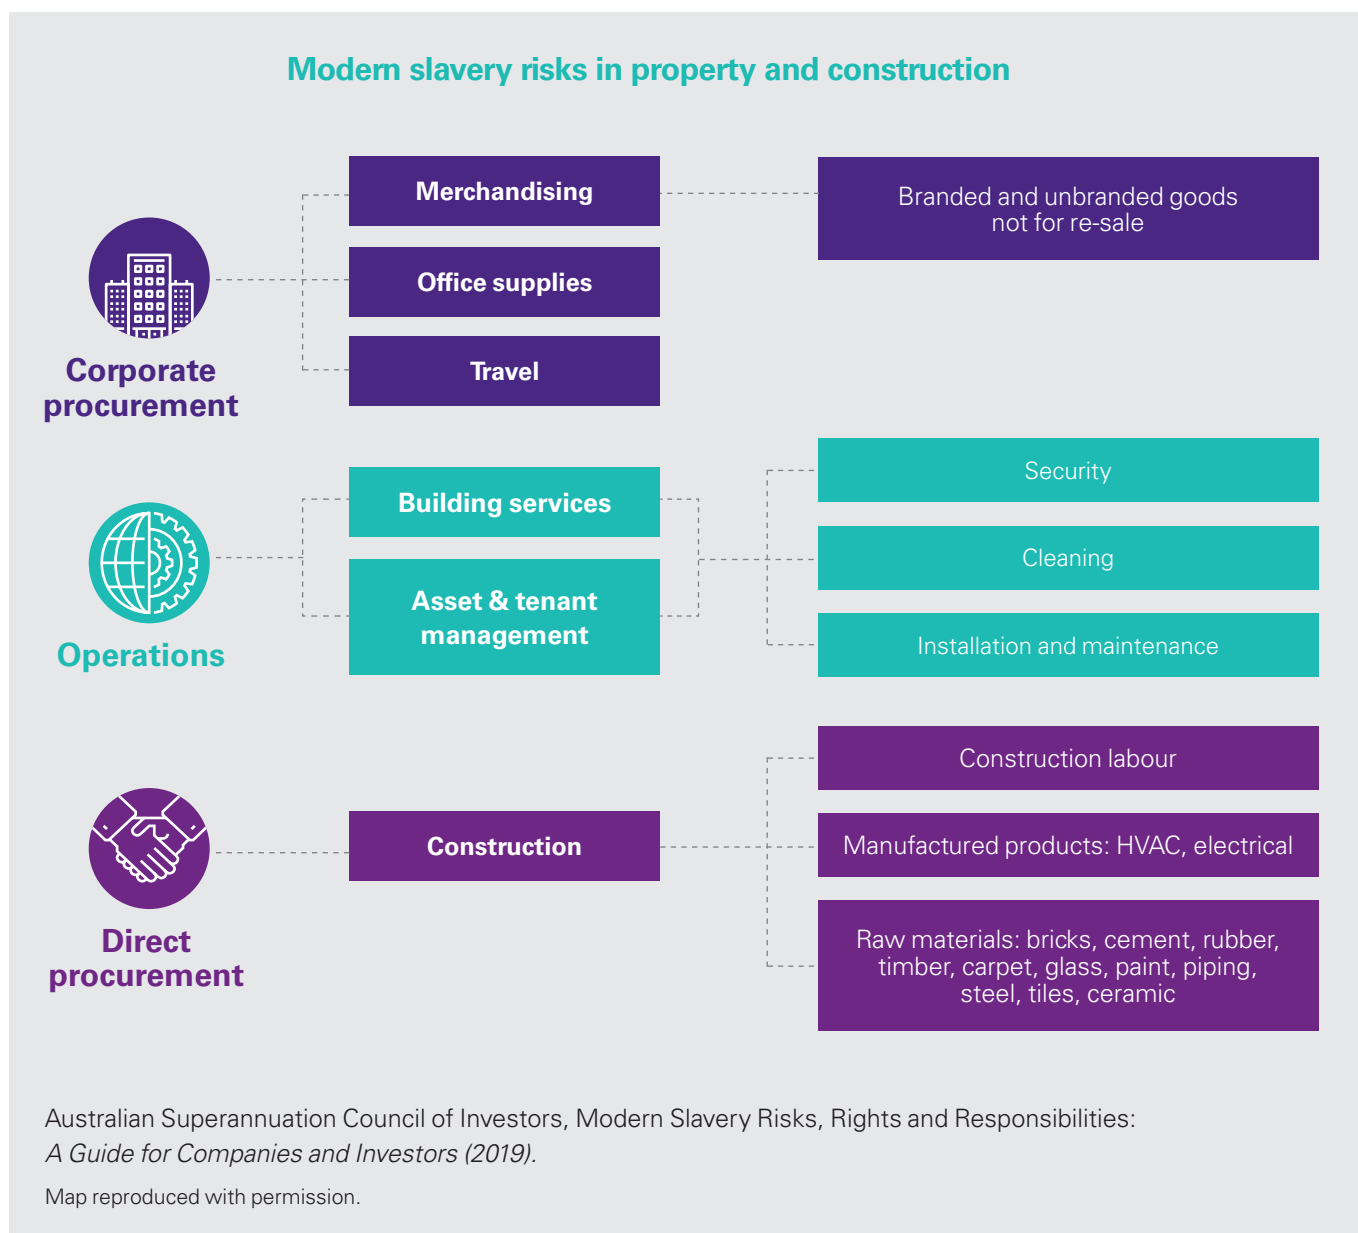 Modern slavery risks in property and construction
Corporate
procurement
Merchandising
Office supplies
Travel
Branded and unbranded goods
not for re-sale
Operations
Building services
Asset & tenant
management
Security
Cleaning
Installation and maintenance
Direct
procurement
Construction
Construction labour
Manufactured products: HVAC, electrical
Raw materials: bricks, cement, rubber,
timber, carpet, glass, paint, piping,
steel, tiles, ceramic
Australian Superannuation Council of Investors, Modern Slavery Risks, Rights and Responsibilities:
A Guide for Companies and Investors (2019).
Map reproduced with permission.